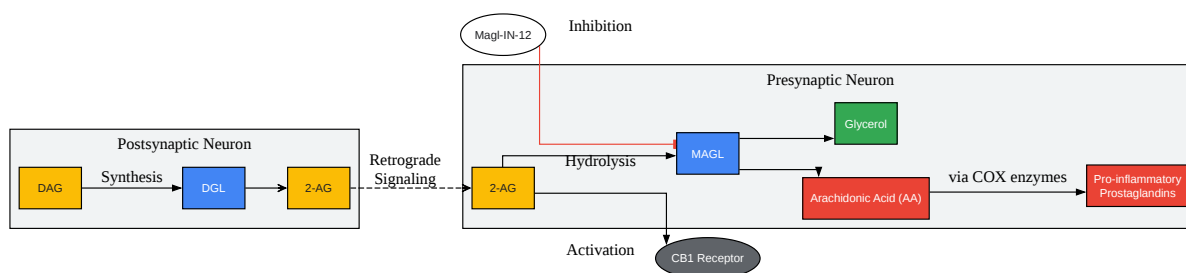 Magl-IN-12
Inhibition
Presynaptic Neuron
Glycerol
Postsynaptic Neuron
MAGL
Retrograde
Signaling
Hydrolysis
Synthesis
via COX enzymes
DAG
DGL
2-AG
2-AG
Pro-inflammatory
Prostaglandins
Arachidonic Acid (AA)
Activation
CB1 Receptor